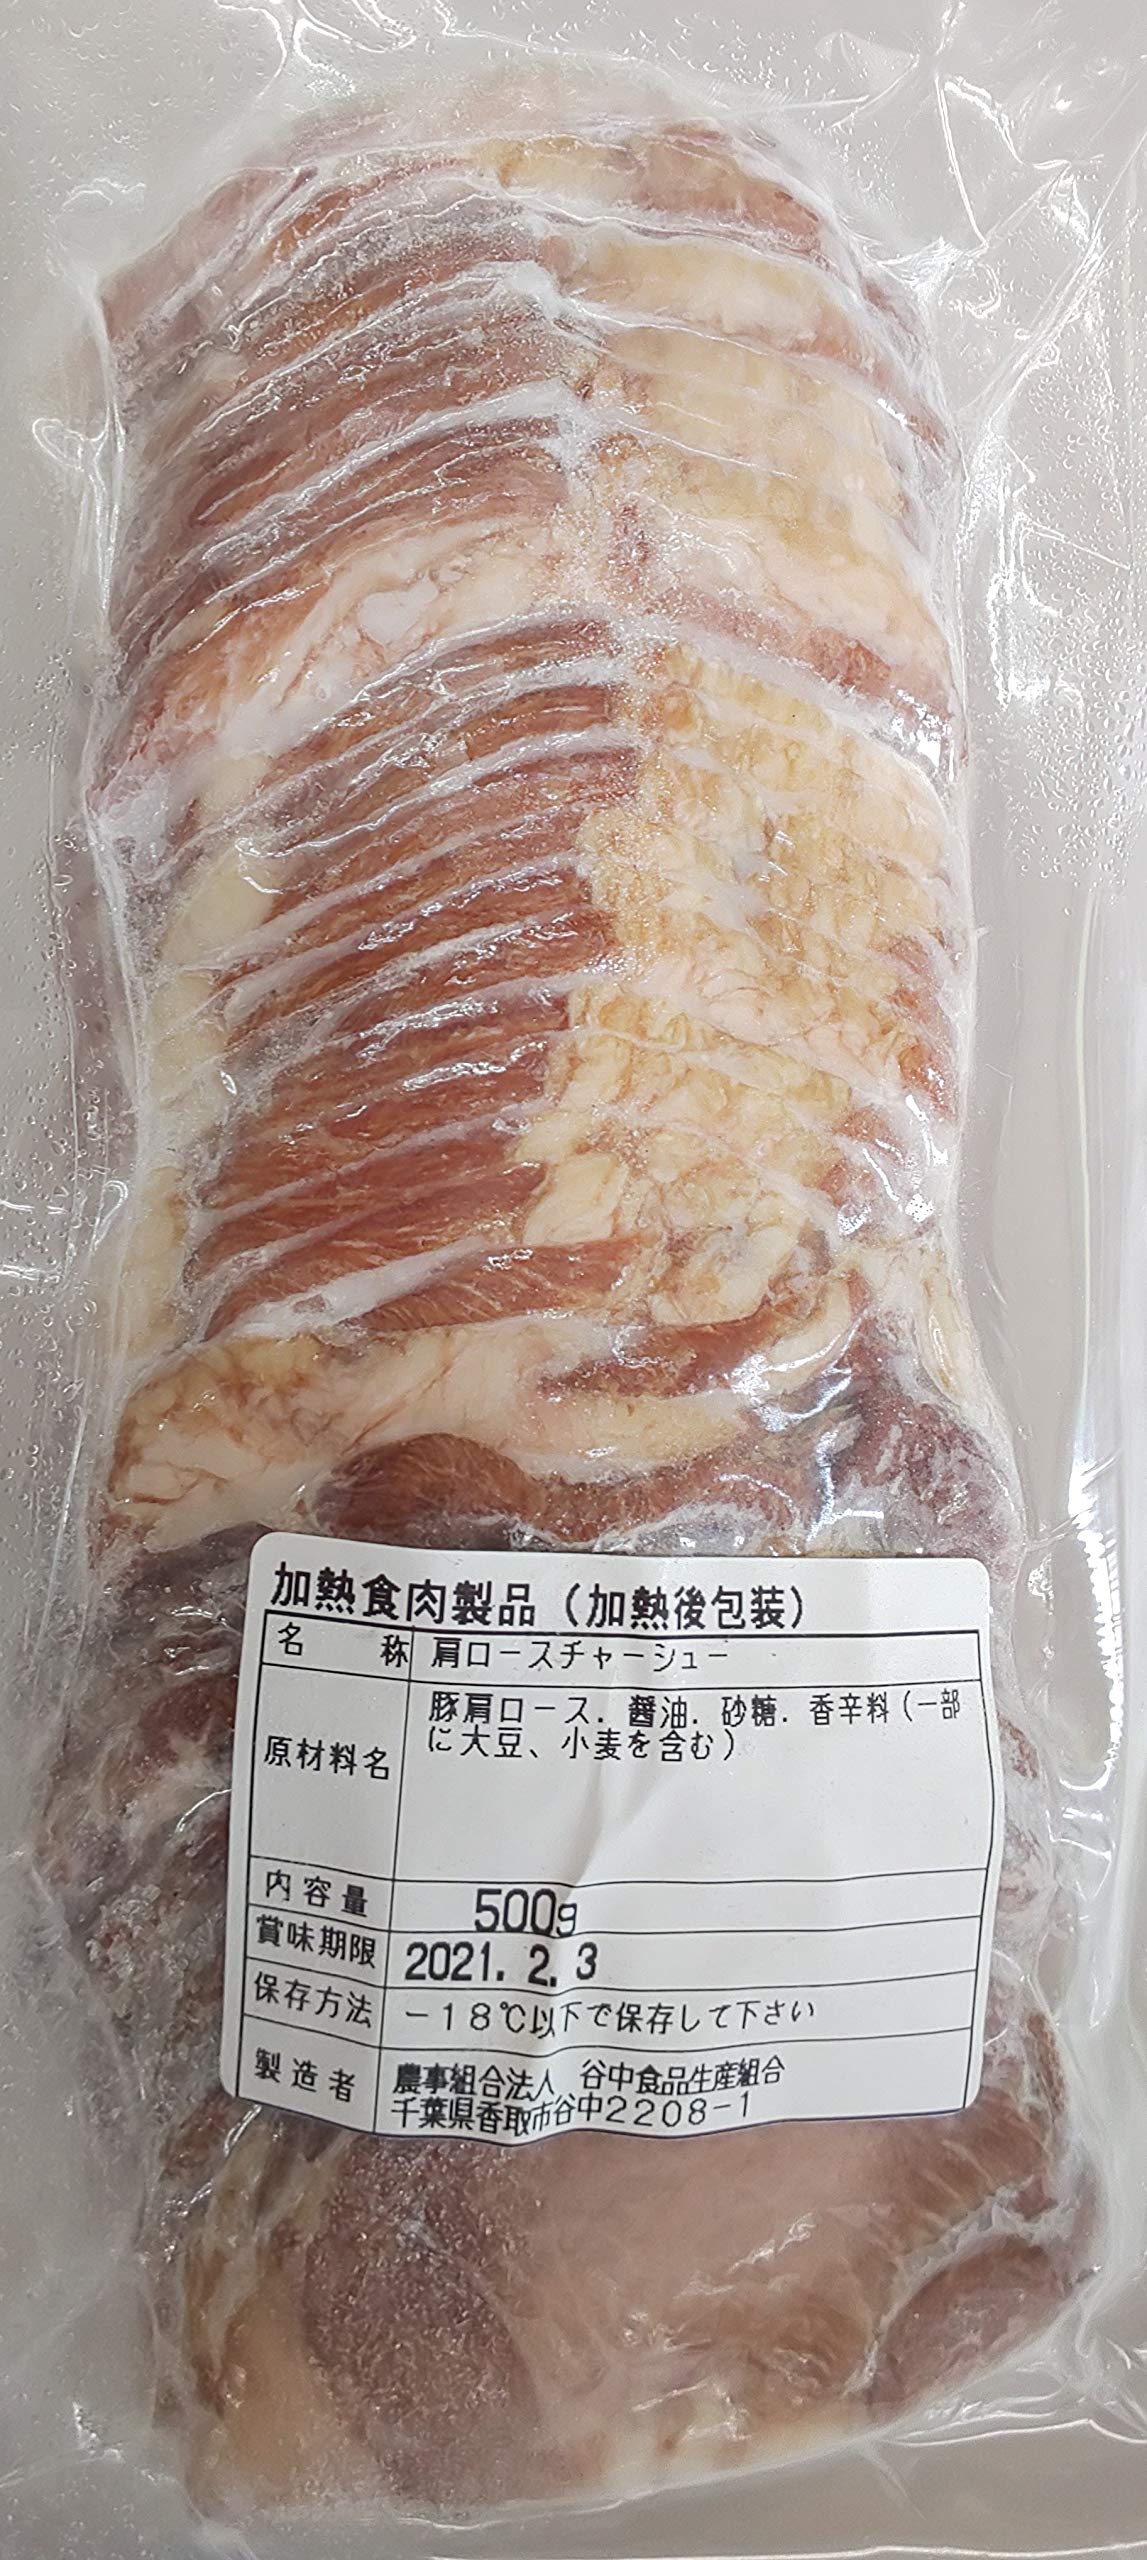 加熱食肉製品（加熱後包装）
名称 肩ロースチャーシュー
原材料名 豚肩ロース．醤油．砂糖．香辛料（一部
に大豆、小麦を含む）
内容量 500g
賞味期限 2021. 2. 3
保存方法 －18℃以下で保存して下さい
製造者 農事組合法人 谷中食品生産組合
千葉県香取市谷中2208－1